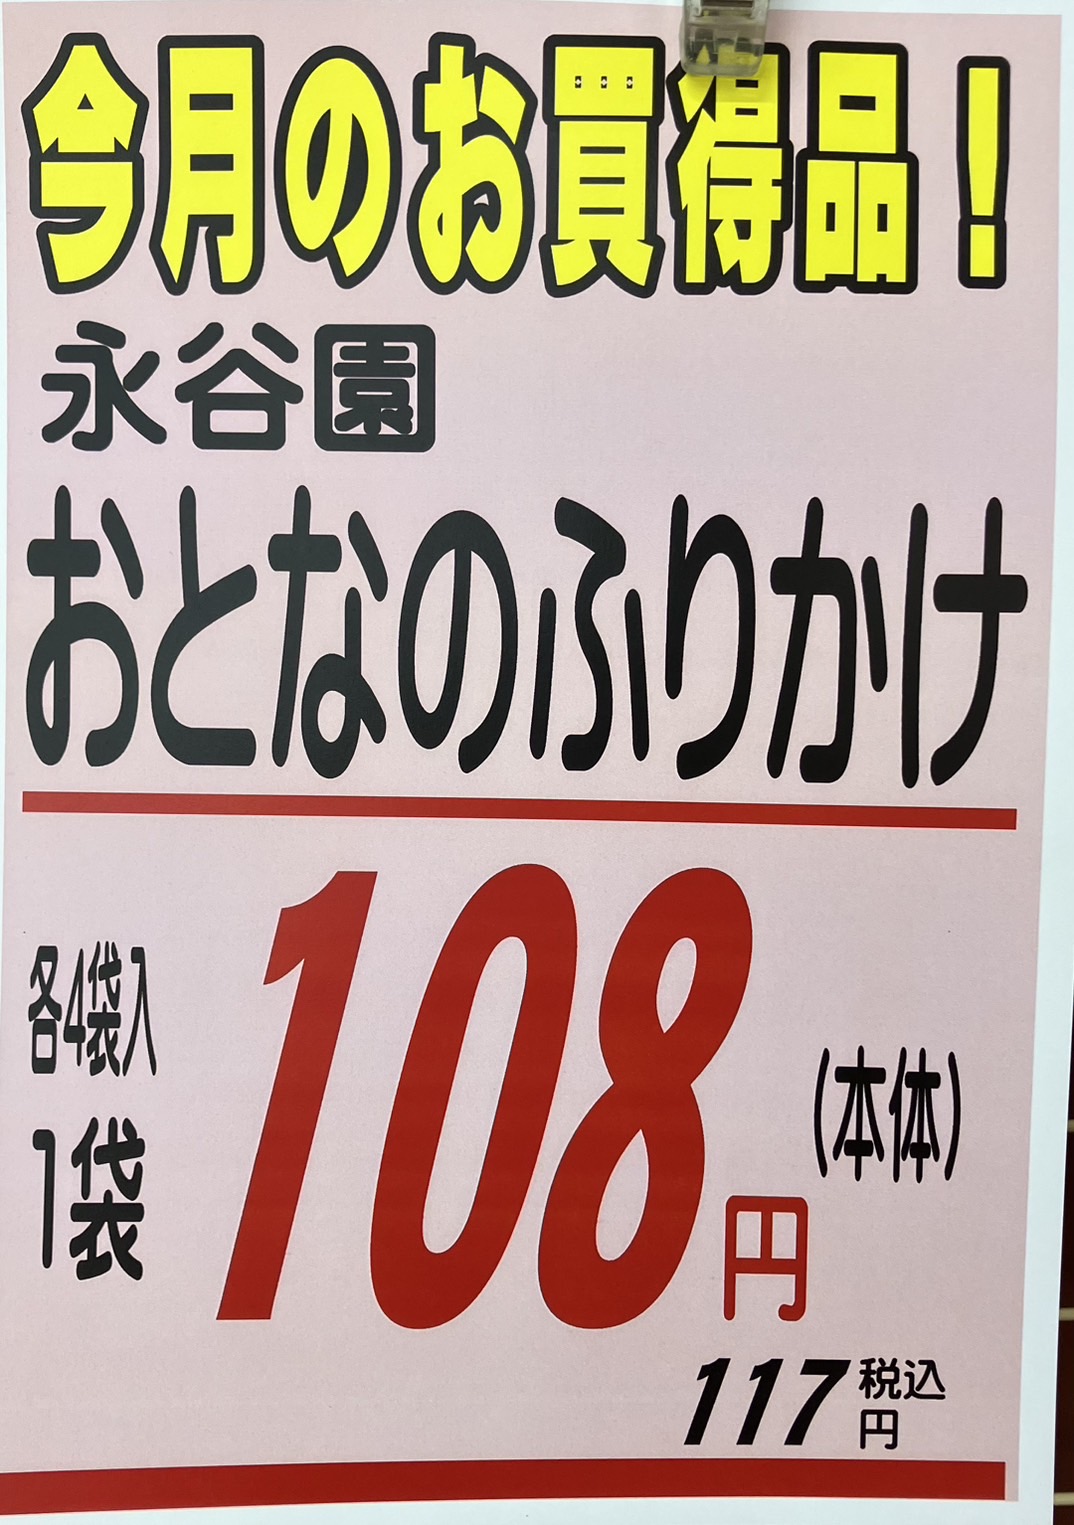 今月のお買得品！
永谷園
おとなのふりかけ
各4袋入
1袋
108円
(本体)
117円 税込